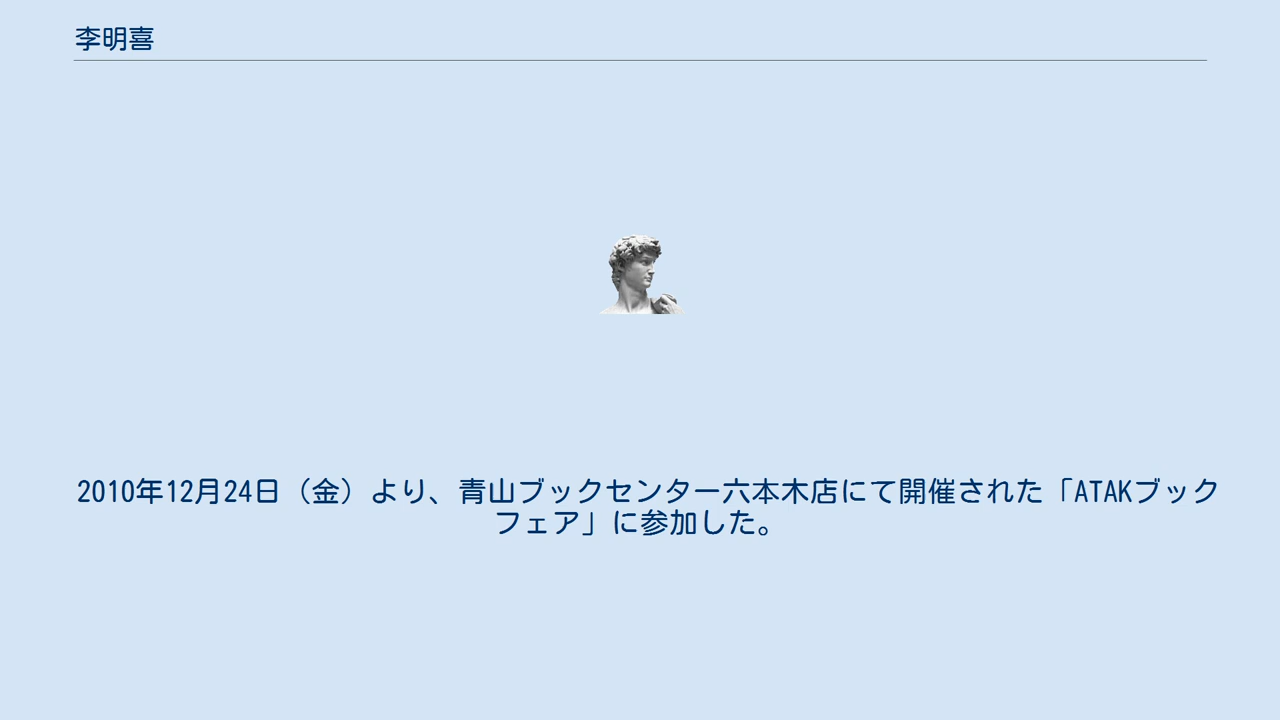 李明喜
2010年12月24日（金）より、青山ブックセンター六本木店にて開催された「ATAKブック
フェア」に参加した。